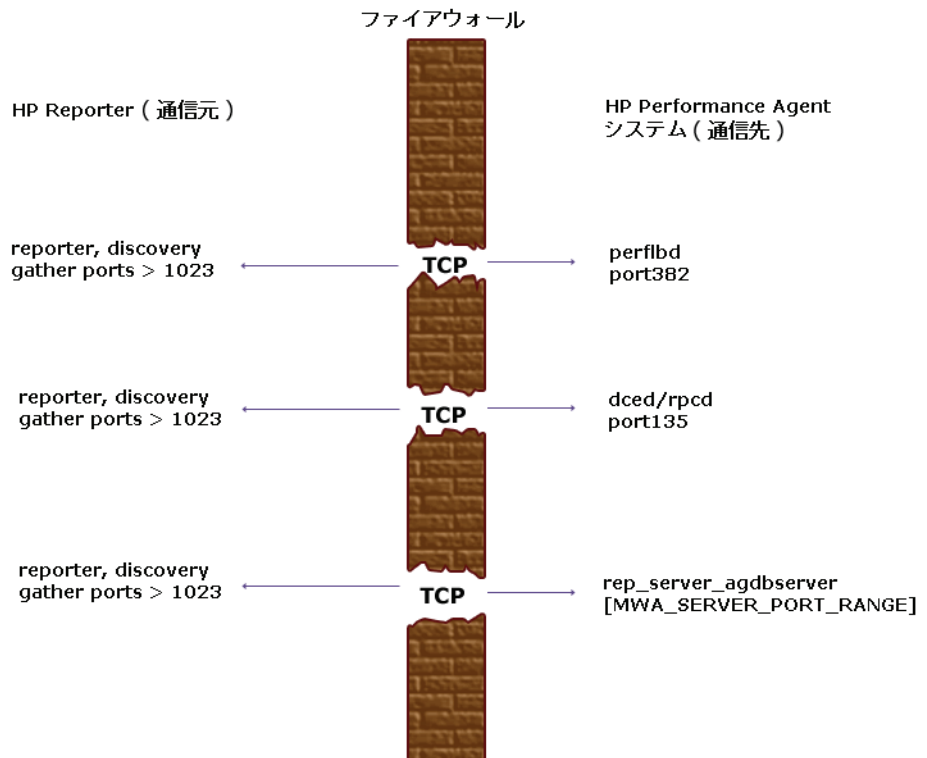 ファイアウォール
HP Reporter ( 通信元 )
HP Performance Agent
システム ( 通信先 )
reporter, discovery
gather ports > 1023
TCP
perflbd
port382
reporter, discovery
gather ports > 1023
TCP
dced/rpcd
port135
reporter, discovery
gather ports > 1023
TCP
rep_server_agdbserver
[MWA_SERVER_PORT_RANGE]